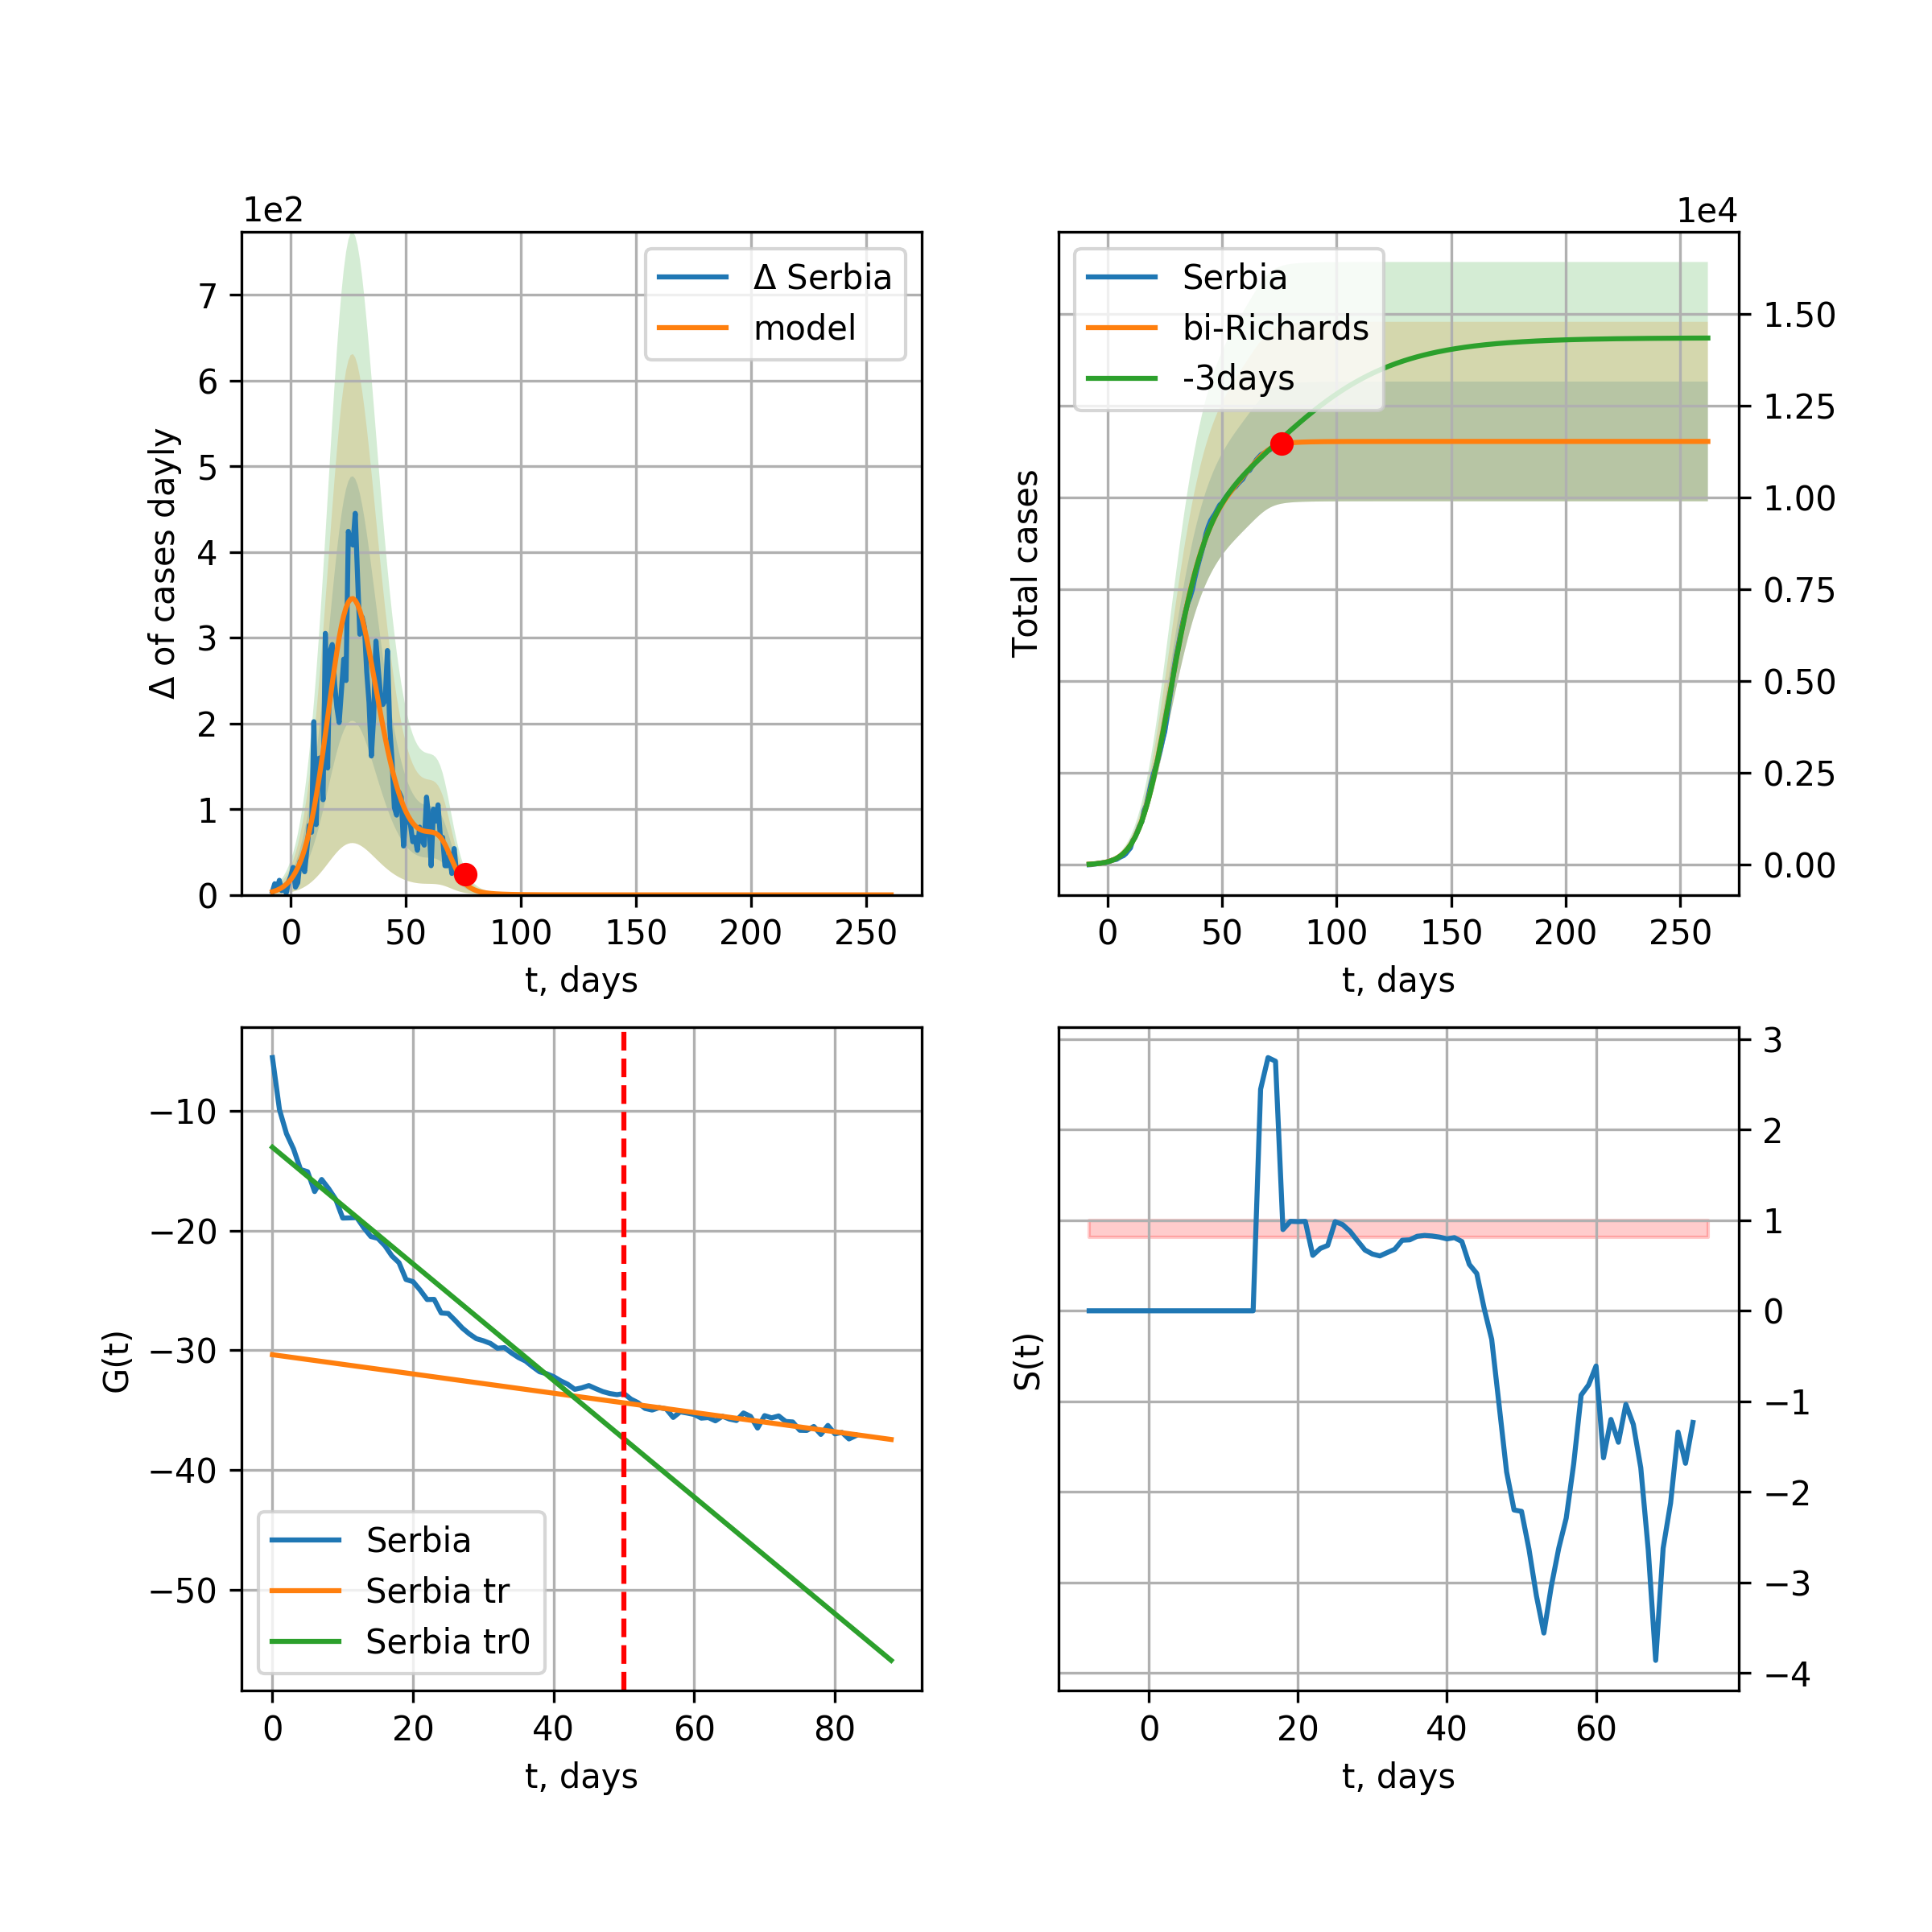 1e2
Δ of cases dayly
7
6
5
4
3
2
1
0
Δ Serbia
model
0 50 100 150 200 250
t, days
1e4
Total cases
Serbia
bi-Richards
-3days
1.50
1.25
1.00
0.75
0.50
0.25
0.00
0 50 100 150 200 250
t, days
G(t)
−10
−20
−30
−40
−50
Serbia
Serbia tr
Serbia tr0
0 20 40 60 80
t, days
S(t)
3
2
1
0
−1
−2
−3
−4
0 20 40 60
t, days